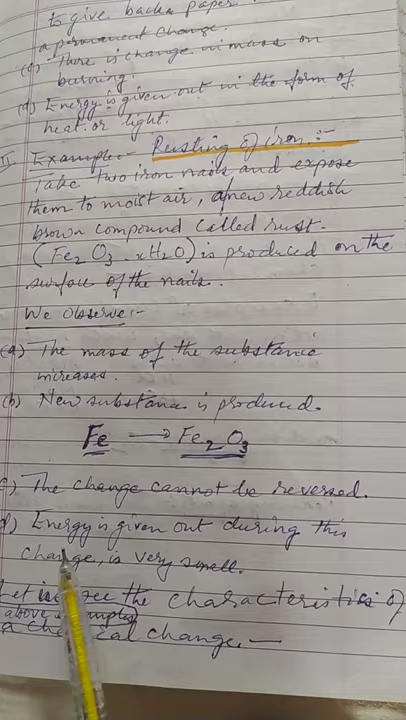 to give back paper
a permanent change.
(c) There is change in mass on
burning.
(d) Energy is given out in the form of
heat or light.
II. Example:- Rusting of iron:-
Take two iron nails and expose
them to moist air, a new reddish
brown compound called rust.
(Fe2O3.xH2O) is produced on the
surface of the nails.
We Observe:-
(a) The mass of the substance
increases.
(b) New substance is produced.
Fe → Fe2O3
c) The change cannot be reversed.
d) Energy is given out during this
change, is very small.
Let us see the characteristics of
above examples
a chemical change.-